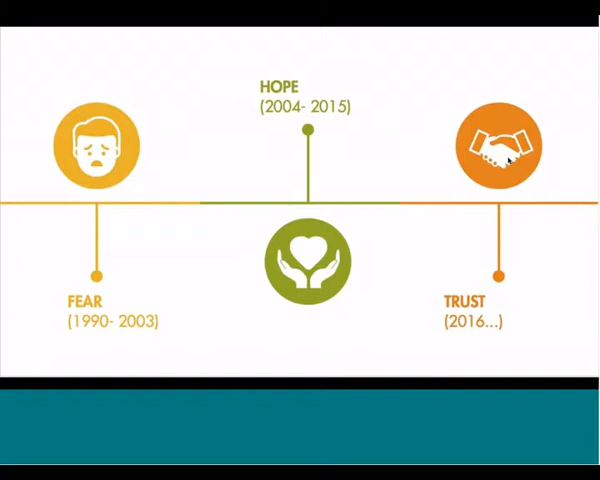 HOPE
(2004- 2015)
FEAR
(1990- 2003)
TRUST
(2016...)